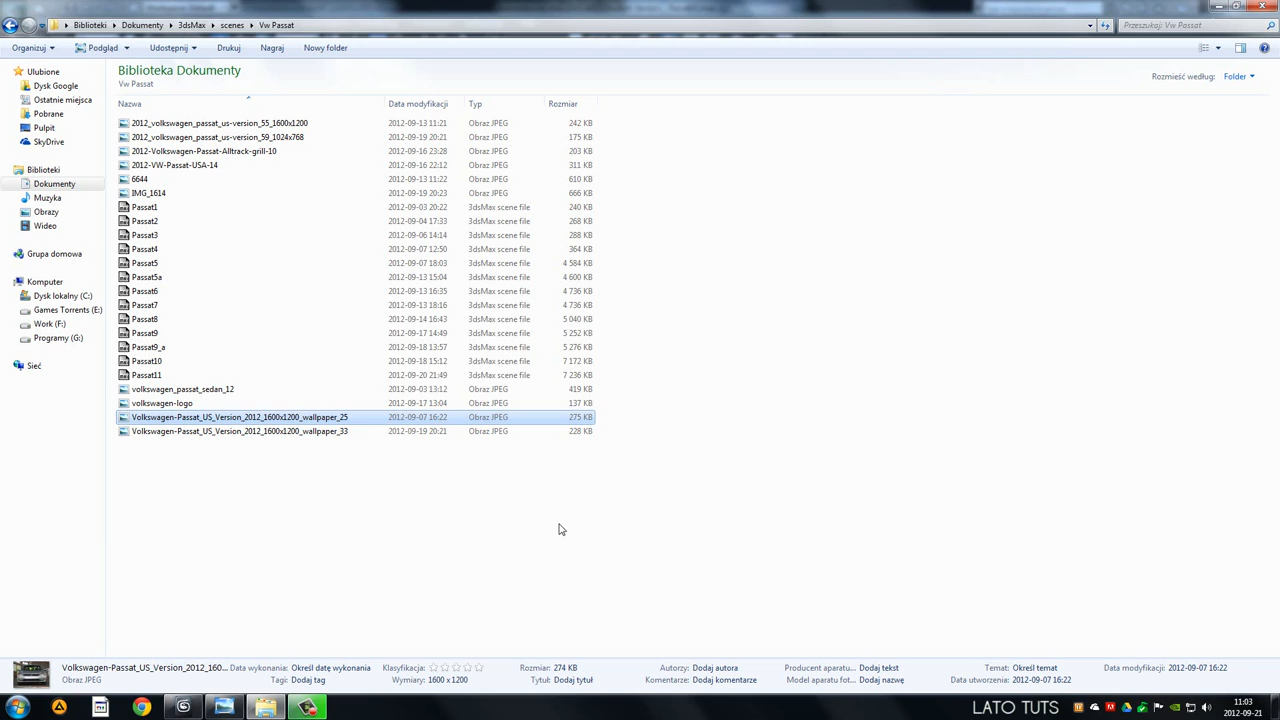 Biblioteki ▸ Dokumenty ▸ 3dsMax ▸ scenes ▸ Vw Passat
Przeszukaj: Vw Passat
Organizuj Podgląd Udostępnij Drukuj Nagraj Nowy folder
Ulubione
Dysk Google
Ostatnie miejsca
Pobrane
Pulpit
SkyDrive
Biblioteki
Dokumenty
Muzyka
Obrazy
Wideo
Grupa domowa
Komputer
Dysk lokalny (C:)
Games Torrents (E:)
Work (F:)
Programy (G:)
Sieć
Biblioteka Dokumenty
Vw Passat
Rozmieść według: Folder
Nazwa Data modyfikacji Typ Rozmiar
2012_volkswagen_passat_us-version_55_1600x1200 2012-09-13 11:21 Obraz JPEG 242 KB
2012_volkswagen_passat_us-version_59_1024x768 2012-09-19 20:21 Obraz JPEG 175 KB
2012-Volkswagen-Passat-Alltrack-grill-10 2012-09-16 23:28 Obraz JPEG 203 KB
2012-VW-Passat-USA-14 2012-09-16 22:12 Obraz JPEG 311 KB
6644 2012-09-13 11:22 Obraz JPEG 610 KB
IMG_1614 2012-09-19 20:23 Obraz JPEG 666 KB
Passat1 2012-09-03 20:22 3dsMax scene file 240 KB
Passat2 2012-09-04 17:33 3dsMax scene file 268 KB
Passat3 2012-09-06 14:14 3dsMax scene file 288 KB
Passat4 2012-09-07 12:50 3dsMax scene file 364 KB
Passat5 2012-09-07 18:03 3dsMax scene file 4 584 KB
Passat5a 2012-09-13 15:04 3dsMax scene file 4 600 KB
Passat6 2012-09-13 16:35 3dsMax scene file 4 736 KB
Passat7 2012-09-13 18:16 3dsMax scene file 4 736 KB
Passat8 2012-09-14 16:43 3dsMax scene file 5 040 KB
Passat9 2012-09-17 14:49 3dsMax scene file 5 252 KB
Passat9_a 2012-09-18 13:57 3dsMax scene file 5 276 KB
Passat10 2012-09-18 15:12 3dsMax scene file 7 172 KB
Passat11 2012-09-20 21:49 3dsMax scene file 7 236 KB
volkswagen_passat_sedan_12 2012-09-03 13:12 Obraz JPEG 419 KB
volkswagen-logo 2012-09-17 13:04 Obraz JPEG 137 KB
Volkswagen-Passat_US_Version_2012_1600x1200_wallpaper_25 2012-09-07 16:22 Obraz JPEG 275 KB
Volkswagen-Passat_US_Version_2012_1600x1200_wallpaper_33 2012-09-19 20:21 Obraz JPEG 228 KB
Volkswagen-Passat_US_Version_2012_160... Data wykonania: Określ datę wykonania Klasyfikacja: Rozmiar: 274 KB Autorzy: Dodaj autora Producent aparatu... Dodaj tekst Temat: Określ temat Data modyfikacji: 2012-09-07 16:22
Obraz JPEG Tagi: Dodaj tag Wymiary: 1600 x 1200 Tytuł: Dodaj tytuł Komentarze: Dodaj komentarze Model aparatu fot... Dodaj nazwę Data utworzenia: 2012-09-07 16:22
LATO TUTS
11:03
2012-09-21